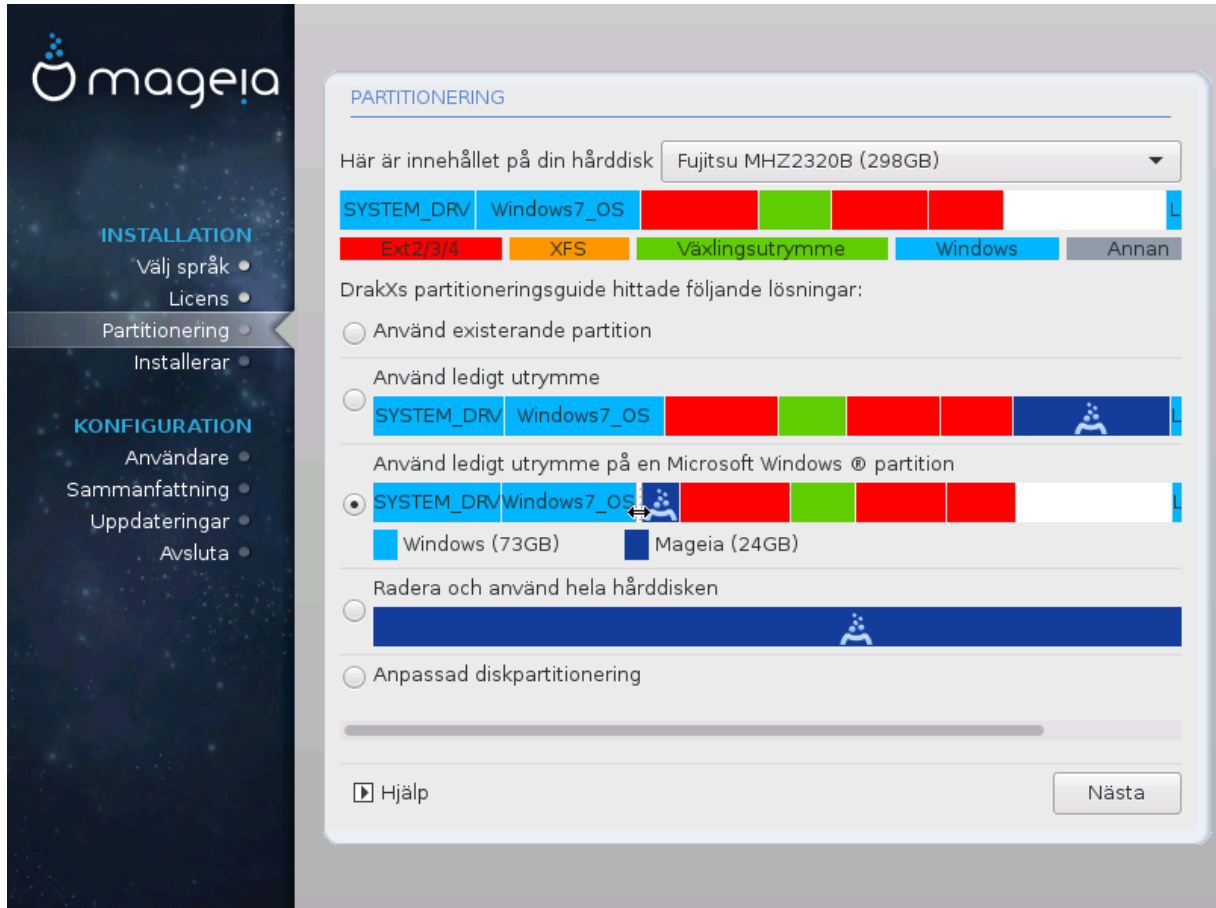 mageia
INSTALLATION
Välj språk
Licens
Partitionering
Installerar
KONFIGURATION
Användare
Sammanfattning
Uppdateringar
Avsluta
PARTITIONERING
Här är innehållet på din hårddisk Fujitsu MHZ2320B (298GB)
SYSTEM_DRV Windows7_OS L
Ext2/3/4 XFS Växlingsutrymme Windows Annan
DrakXs partitioneringsguide hittade följande lösningar:
Använd existerande partition
Använd ledigt utrymme
SYSTEM_DRV Windows7_OS L
Använd ledigt utrymme på en Microsoft Windows ® partition
SYSTEM_DRV Windows7_OS L
Windows (73GB) Mageia (24GB)
Radera och använd hela hårddisken
Anpassad diskpartitionering
Hjälp Nästa